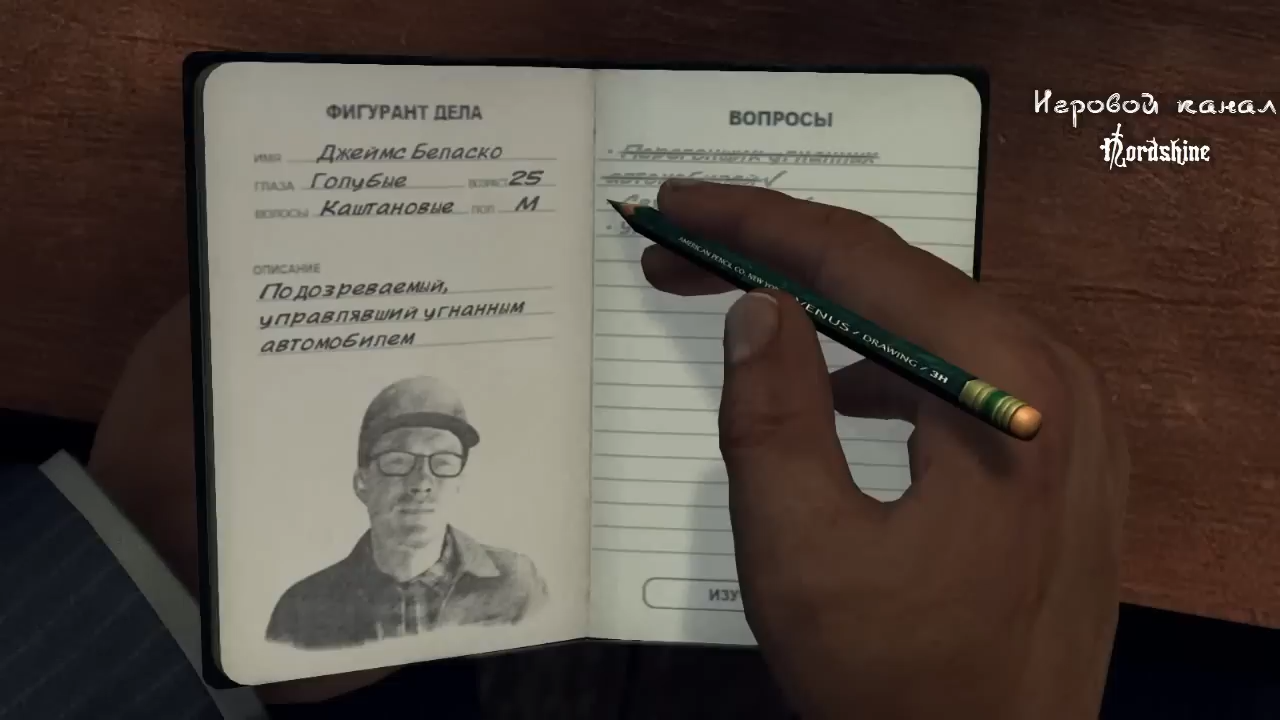 ФИГУРАНТ ДЕЛА
ИМЯ Джеймс Беласко
ГЛАЗА Голубые ВОЗРАСТ 25
ВОЛОСЫ Каштановые ПОЛ М
ОПИСАНИЕ
Подозреваемый,
управлявший угнанным
автомобилем
ВОПРОСЫ
· Перегонщик угнанных
автомобилей √
ИЗУ
AMERICAN PENCIL CO. NEW YORK VENUS / DRAWING / 3H
Игровой канал
Nordshine